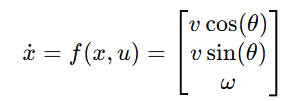 ẋ = f(x, u) = [ v cos(θ)
v sin(θ)
ω ]